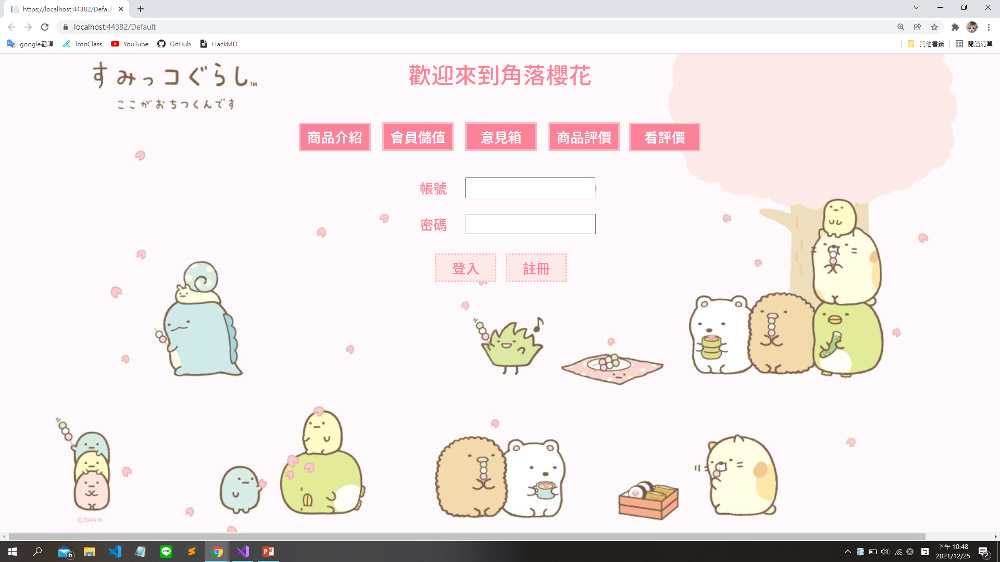 https://localhost:44382/Defaul
localhost:44382/Default
google翻譯
TronClass
YouTube
GitHub
HackMD
其他書籤
閱讀清單
すみっコぐらし™
ここがおちつくんです
歡迎來到角落櫻花
商品介紹
會員儲值
意見箱
商品評價
看評價
帳號
密碼
登入
註冊
©SAN-X
6
LINE
下午 10:48
2021/12/25
2